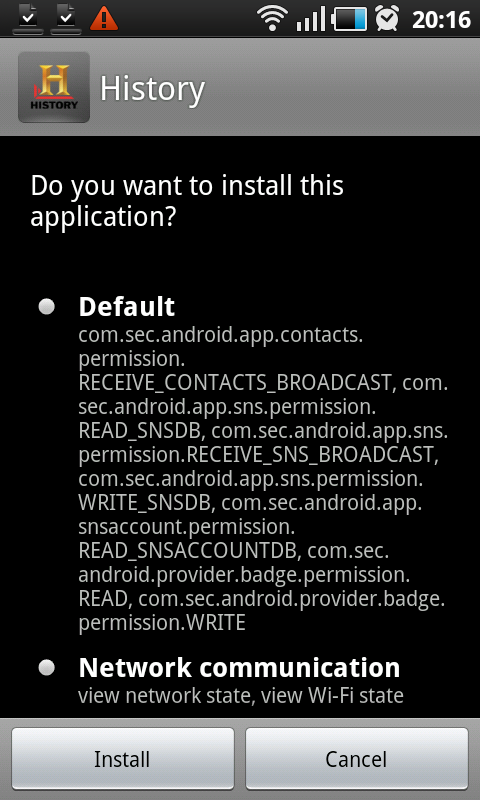 20:16
H
HISTORY
History
Do you want to install this
application?
Default
com.sec.android.app.contacts.
permission.
RECEIVE_CONTACTS_BROADCAST, com.
sec.android.app.sns.permission.
READ_SNSDB, com.sec.android.app.sns.
permission.RECEIVE_SNS_BROADCAST,
com.sec.android.app.sns.permission.
WRITE_SNSDB, com.sec.android.app.
snsaccount.permission.
READ_SNSACCOUNTDB, com.sec.
android.provider.badge.permission.
READ, com.sec.android.provider.badge.
permission.WRITE
Network communication
view network state, view Wi-Fi state
Install
Cancel